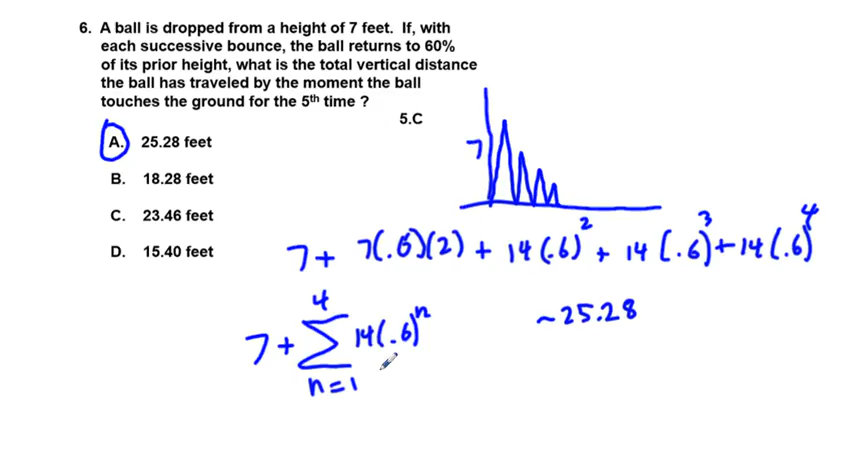 6. A ball is dropped from a height of 7 feet. If, with
each successive bounce, the ball returns to 60%
of its prior height, what is the total vertical distance
the ball has traveled by the moment the ball
touches the ground for the 5th time ?
5.C
A. 25.28 feet
7
B. 18.28 feet
C. 23.46 feet
D. 15.40 feet
7 + 7(.6)(2) + 14(.6)² + 14(.6)³ + 14(.6)⁴
~25.28
4
7 + ∑ 14(.6)ⁿ
n=1